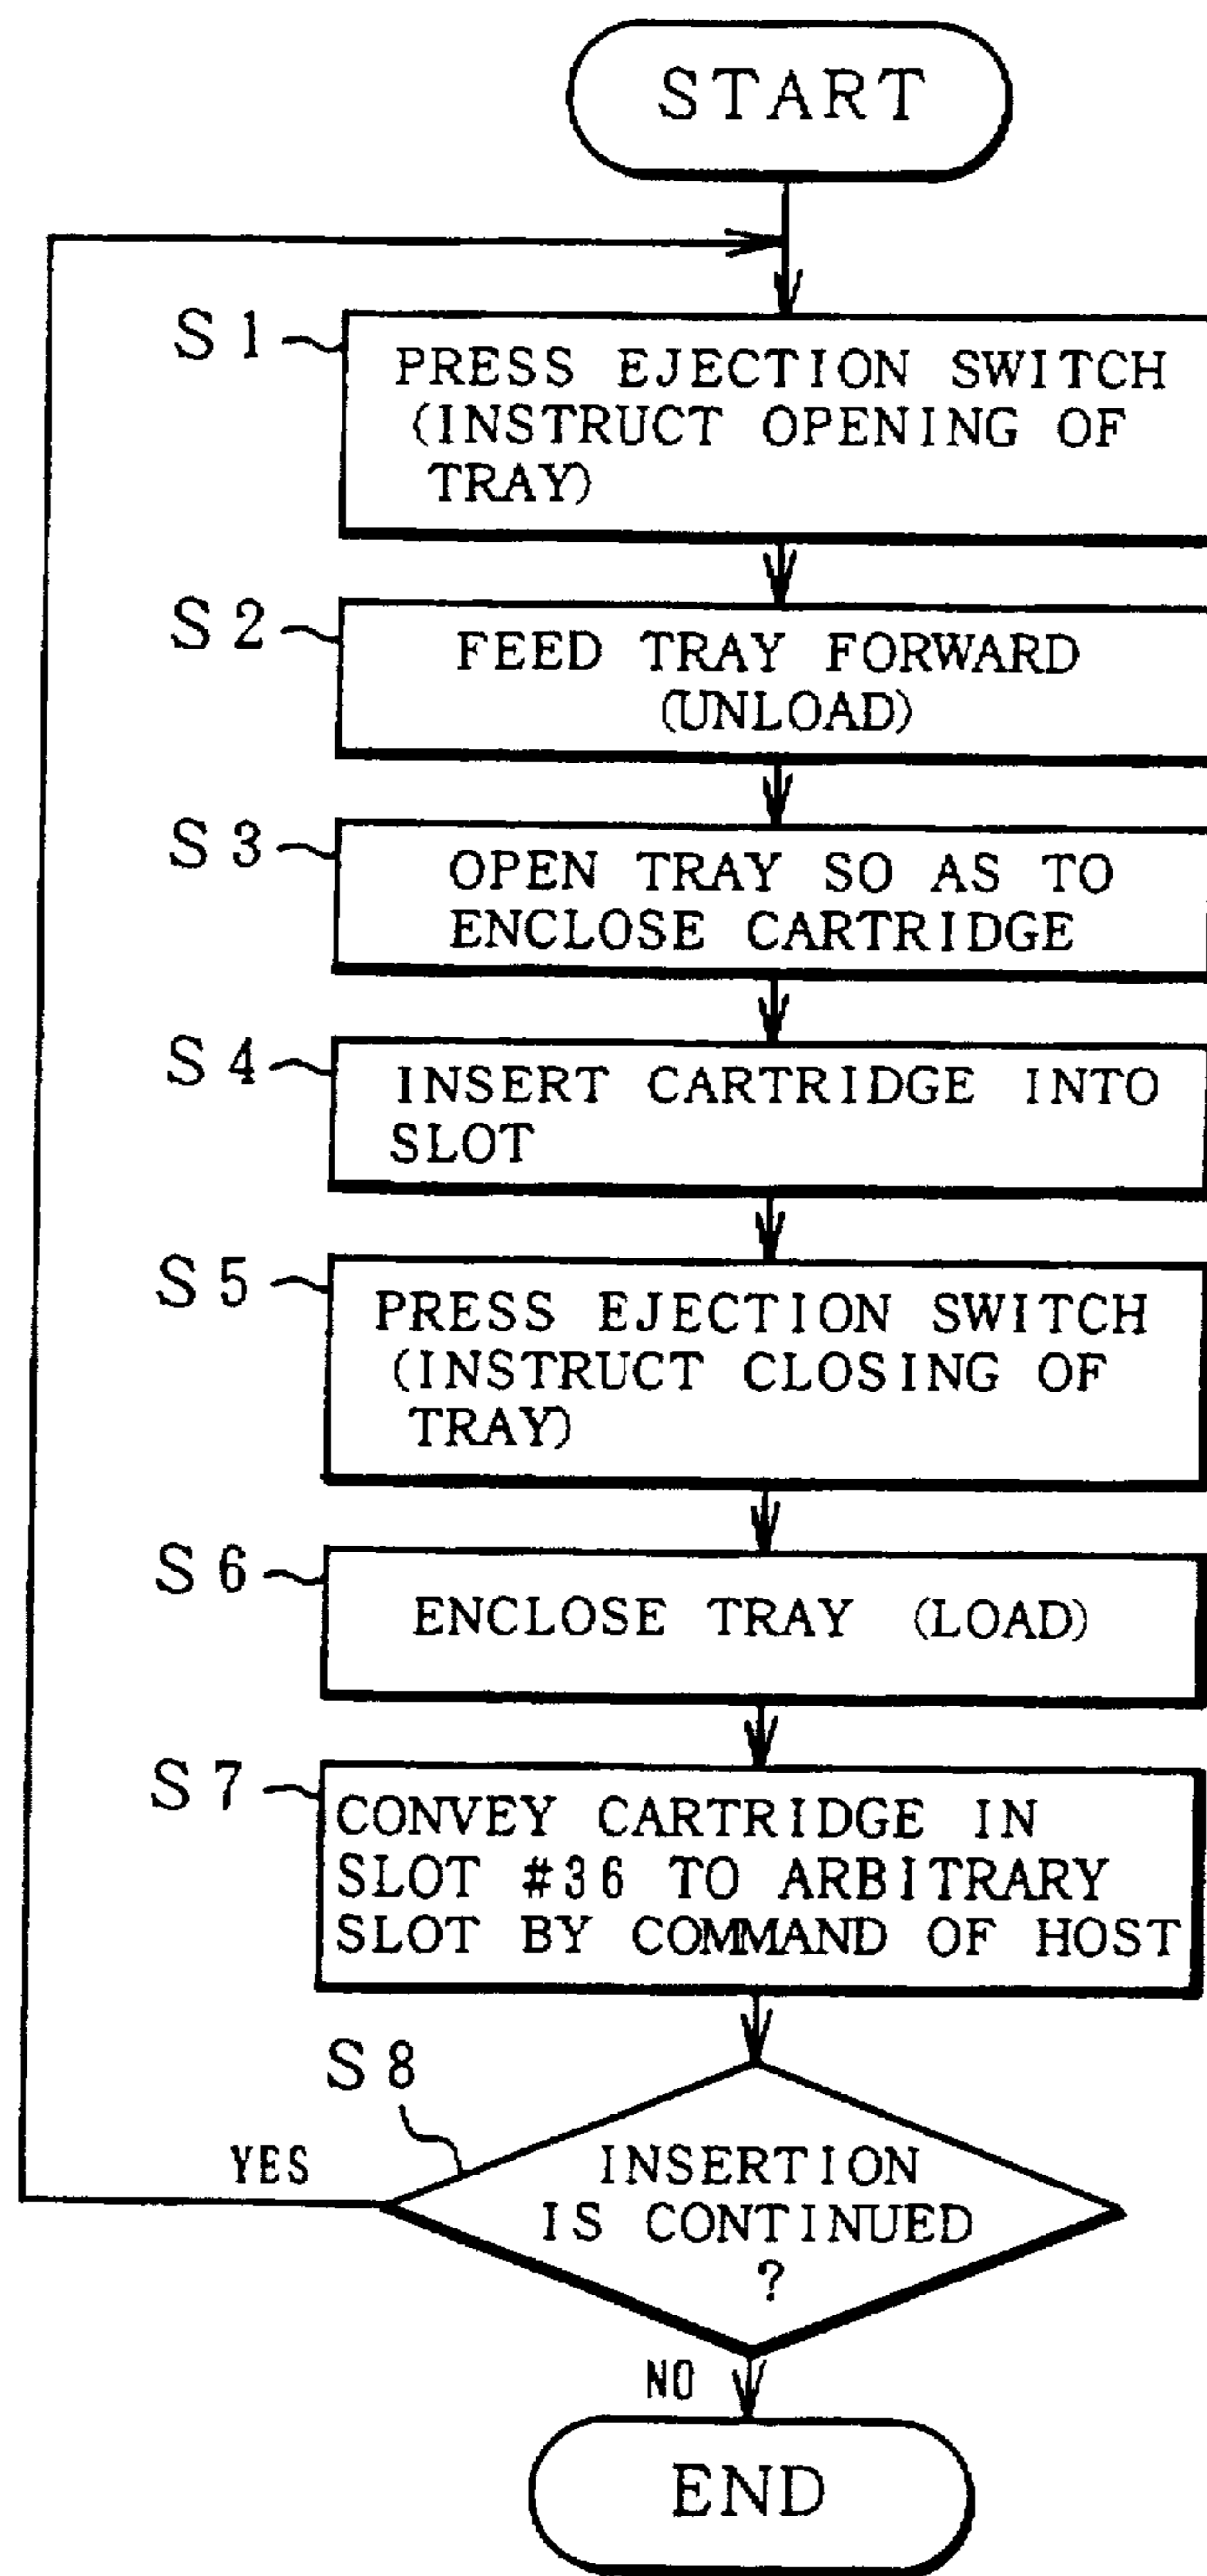 START
S1
PRESS EJECTION SWITCH
(INSTRUCT OPENING OF
TRAY)
S2
FEED TRAY FORWARD
(UNLOAD)
S3
OPEN TRAY SO AS TO
ENCLOSE CARTRIDGE
S4
INSERT CARTRIDGE INTO
SLOT
S5
PRESS EJECTION SWITCH
(INSTRUCT CLOSING OF
TRAY)
S6
ENCLOSE TRAY (LOAD)
S7
CONVEY CARTRIDGE IN
SLOT #36 TO ARBITRARY
SLOT BY COMMAND OF HOST
S8
YES
INSERTION
IS CONTINUED
?
NO
END